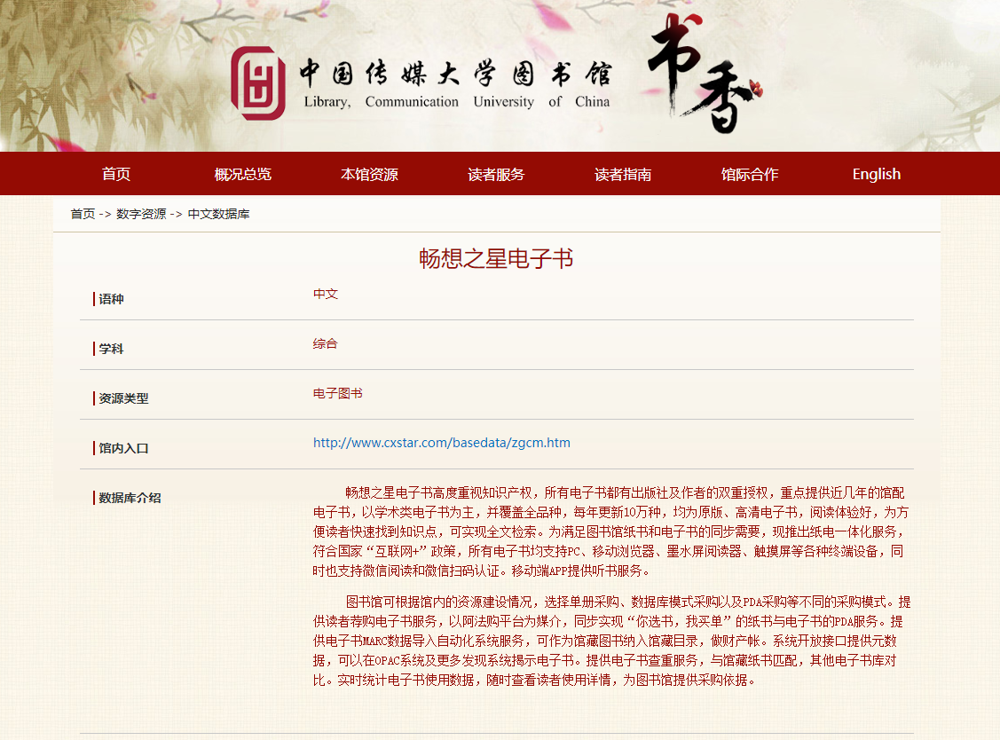 中国传媒大学图书馆
Library, Communication University of China
书香
首页 概况总览 本馆资源 读者服务 读者指南 馆际合作 English
首页 -> 数字资源 -> 中文数据库
畅想之星电子书
语种 中文
学科 综合
资源类型 电子图书
馆内入口 http://www.cxstar.com/basedata/zgcm.htm
数据库介绍 畅想之星电子书高度重视知识产权，所有电子书都有出版社及作者的双重授权，重点提供近几年的馆配
电子书，以学术类电子书为主，并覆盖全品种，每年更新10万种，均为原版、高清电子书，阅读体验好，为方
便读者快速找到知识点，可实现全文检索。为满足图书馆纸书和电子书的同步需要，现推出纸电一体化服务，
符合国家“互联网+”政策，所有电子书均支持PC、移动浏览器、墨水屏阅读器、触摸屏等各种终端设备，同
时也支持微信阅读和微信扫码认证。移动端APP提供听书服务。
图书馆可根据馆内的资源建设情况，选择单册采购、数据库模式采购以及PDA采购等不同的采购模式。提
供读者荐购电子书服务，以阿法购平台为媒介，同步实现“你选书，我买单”的纸书与电子书的PDA服务。提
供电子书MARC数据导入自动化系统服务，可作为馆藏图书纳入馆藏目录，做财产帐。系统开放接口提供元数
据，可以在OPAC系统及更多发现系统揭示电子书。提供电子书查重服务，与馆藏纸书匹配，其他电子书库对
比。实时统计电子书使用数据，随时查看读者使用详情，为图书馆提供采购依据。